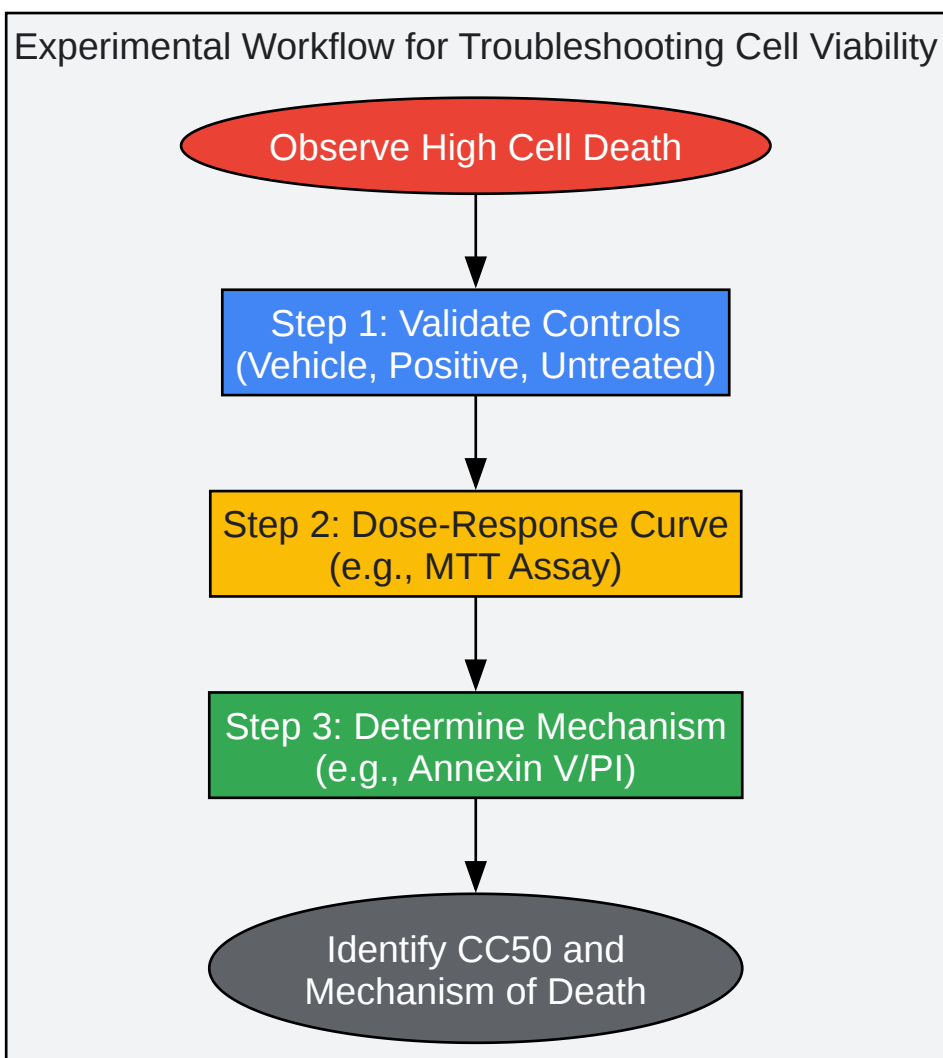 Experimental Workflow for Troubleshooting Cell Viability
Observe High Cell Death
Step 1: Validate Controls
(Vehicle, Positive, Untreated)
Step 2: Dose-Response Curve
(e.g., MTT Assay)
Step 3: Determine Mechanism
(e.g., Annexin V/PI)
Identify CC50 and
Mechanism of Death